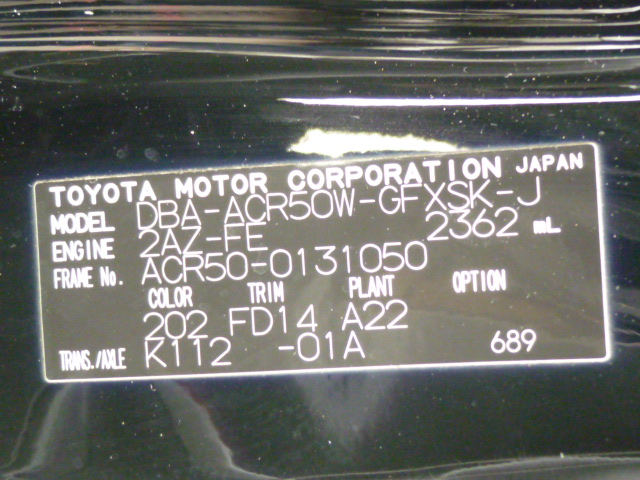 TOYOTA MOTOR CORPORATION JAPAN
MODEL DBA-ACR50W-GFXSK-J
ENGINE 2AZ-FE 2362 mL
FRAME No. ACR50-0131050
COLOR TRIM PLANT OPTION
202 FD14 A22
TRANS./AXLE K112 -01A 689